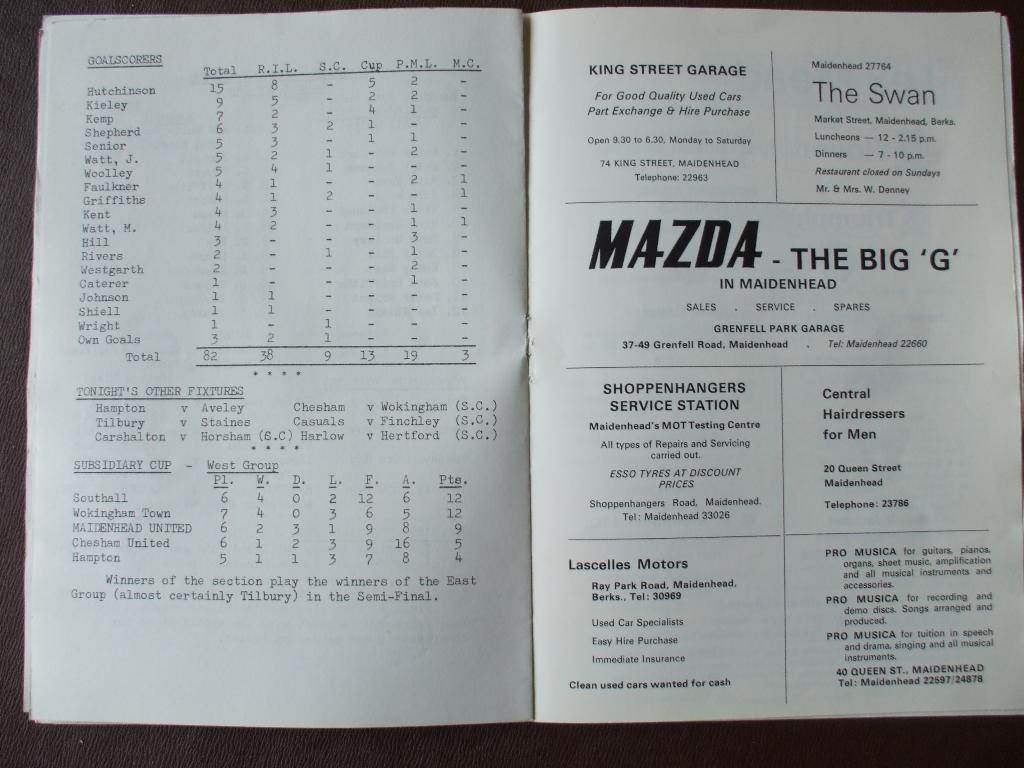 GOALSCORERS
Total R.I.L. S.C. Cup P.M.L. M.C.
Hutchinson 15 8 - 5 2 -
Kieley 9 5 - 2 2 -
Kemp 7 2 - 4 1 -
Shepherd 6 3 2 1 - -
Senior 5 3 - 1 1 -
Watt, J. 5 2 1 - 2 -
Woolley 5 4 1 - - -
Faulkner 4 1 - - 2 1
Griffiths 4 1 2 - - 1
Kent 4 3 - - 1 -
Watt, M. 4 2 - - 1 1
Hill 3 - - - 3 -
Rivers 2 - 1 - 1 -
Westgarth 2 - - - 2 -
Caterer 1 - - - 1 -
Johnson 1 1 - - - -
Shiell 1 1 - - - -
Wright 1 - 1 - - -
Own Goals 3 2 1 - - -
Total 82 38 9 13 19 3
* * * *
TONIGHT'S OTHER FIXTURES
Hampton v Aveley Chesham v Wokingham (S.C.)
Tilbury v Staines Casuals v Finchley (S.C.)
Carshalton v Horsham (S.C) Harlow v Hertford (S.C.)
* * * *
SUBSIDIARY CUP - West Group
Pl. W. D. L. F. A. Pts.
Southall 6 4 0 2 12 6 12
Wokingham Town 7 4 0 3 6 5 12
MAIDENHEAD UNITED 6 2 3 1 9 8 9
Chesham United 6 1 2 3 9 16 5
Hampton 5 1 1 3 7 8 4
Winners of the section play the winners of the East
Group (almost certainly Tilbury) in the Semi-Final.
KING STREET GARAGE
For Good Quality Used Cars
Part Exchange & Hire Purchase
Open 9.30 to 6.30, Monday to Saturday
74 KING STREET, MAIDENHEAD
Telephone: 22963
Maidenhead 27764
The Swan
Market Street, Maidenhead, Berks.
Luncheons — 12 - 2.15 p.m.
Dinners — 7 - 10 p.m.
Restaurant closed on Sundays
Mr. & Mrs. W. Denney
MAZDA - THE BIG 'G'
IN MAIDENHEAD
SALES . SERVICE . SPARES
GRENFELL PARK GARAGE
37-49 Grenfell Road, Maidenhead . Tel: Maidenhead 22660
SHOPPENHANGERS
SERVICE STATION
Maidenhead's MOT Testing Centre
All types of Repairs and Servicing
carried out.
ESSO TYRES AT DISCOUNT
PRICES
Shoppenhangers Road, Maidenhead.
Tel: Maidenhead 33026
Central
Hairdressers
for Men
20 Queen Street
Maidenhead
Telephone: 23786
Lascelles Motors
Ray Park Road, Maidenhead,
Berks., Tel: 30969
Used Car Specialists
Easy Hire Purchase
Immediate Insurance
Clean used cars wanted for cash
PRO MUSICA for guitars, pianos,
organs, sheet music, amplification
and all musical instruments and
accessories.
PRO MUSICA for recording and
demo discs. Songs arranged and
produced.
PRO MUSICA for tuition in speech
and drama, singing and all musical
instruments.
40 QUEEN ST., MAIDENHEAD
Tel: Maidenhead 22597/24878